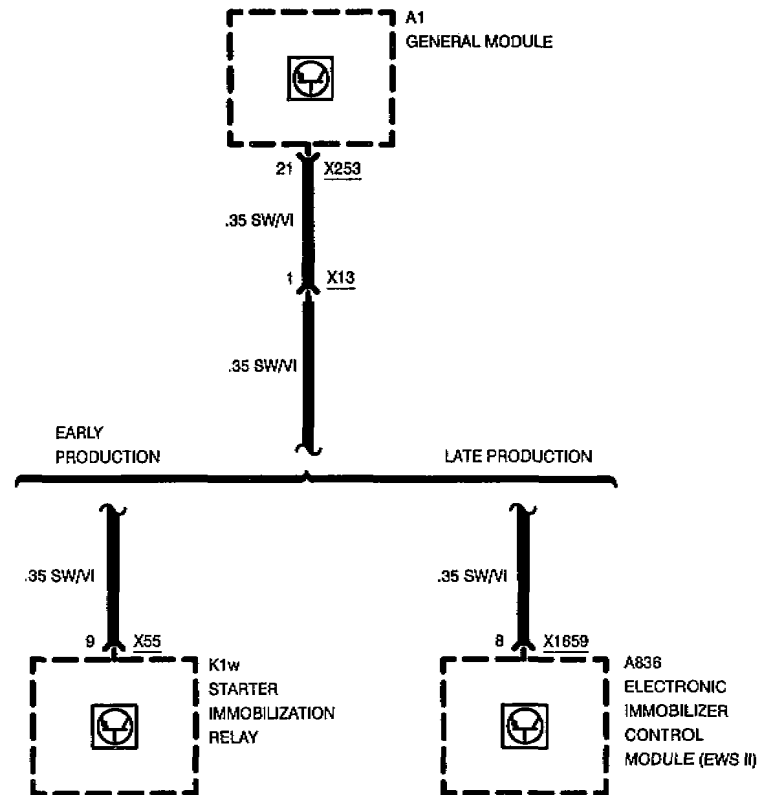 A1
GENERAL MODULE
21 X253
.35 SW/VI
1 X13
.35 SW/VI
EARLY
PRODUCTION
LATE PRODUCTION
.35 SW/VI
.35 SW/VI
9 X55
8 X1659
K1w
STARTER
IMMOBILIZATION
RELAY
A836
ELECTRONIC
IMMOBILIZER
CONTROL
MODULE (EWS II)